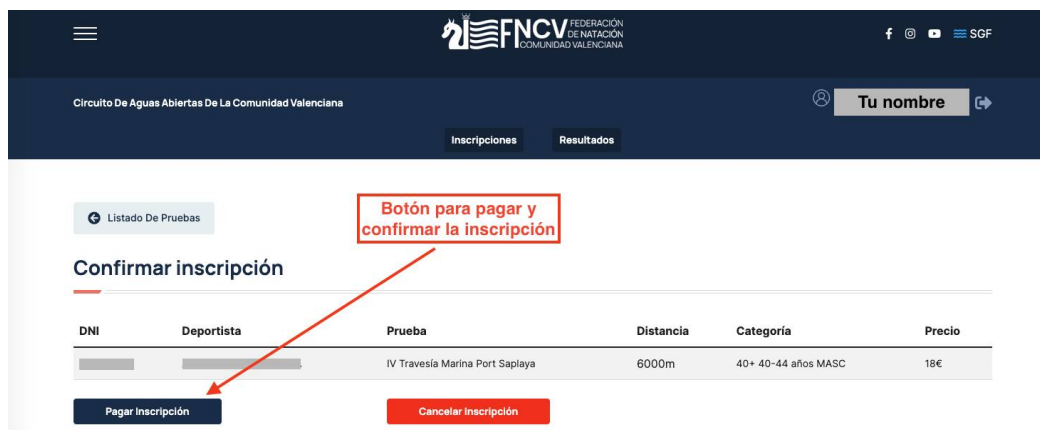 FNCV FEDERACIÓN
DE NATACIÓN
COMUNIDAD VALENCIANA
SGF
Circuito De Aguas Abiertas De La Comunidad Valenciana
Tu nombre
Inscripciones Resultados
Listado De Pruebas
Botón para pagar y
confirmar la inscripción
Confirmar inscripción
DNI Deportista Prueba Distancia Categoría Precio
IV Travesía Marina Port Saplaya 6000m 40+ 40-44 años MASC 18€
Pagar Inscripción Cancelar Inscripción